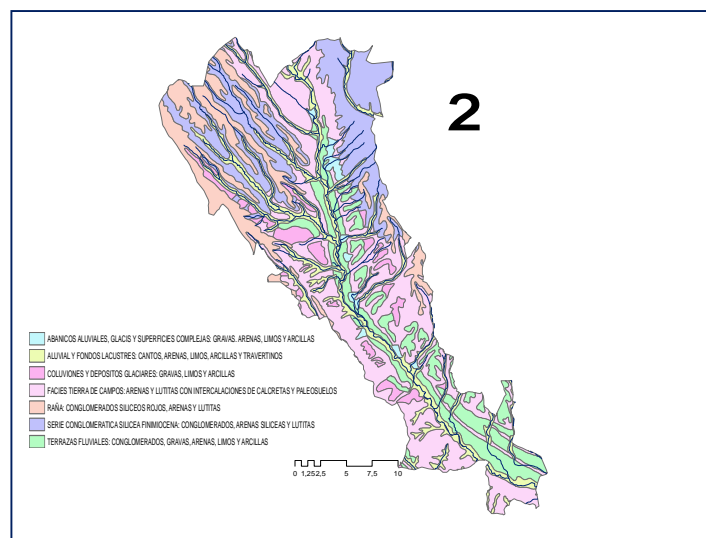 2
ABANICOS ALUVIALES, GLACIS Y SUPERFICIES COMPLEJAS: GRAVAS. ARENAS, LIMOS Y ARCILLAS
ALUVIAL Y FONDOS LACUSTRES: CANTOS, ARENAS, LIMOS, ARCILLAS Y TRAVERTINOS
COLUVIONES Y DEPOSITOS GLACIARES: GRAVAS, LIMOS Y ARCILLAS
FACIES TIERRA DE CAMPOS: ARENAS Y LUTITAS CON INTERCALACIONES DE CALCRETAS Y PALEOSUELOS
RAÑA: CONGLOMERADOS SILICEOS ROJOS, ARENAS Y LUTITAS
SERIE CONGLOMERATICA SILICEA FINIMIOCENA: CONGLOMERADOS, ARENAS SILICEAS Y LUTITAS
TERRAZAS FLUVIALES: CONGLOMERADOS, GRAVAS, ARENAS, LIMOS Y ARCILLAS
0 1,252,5 5 7,5 10